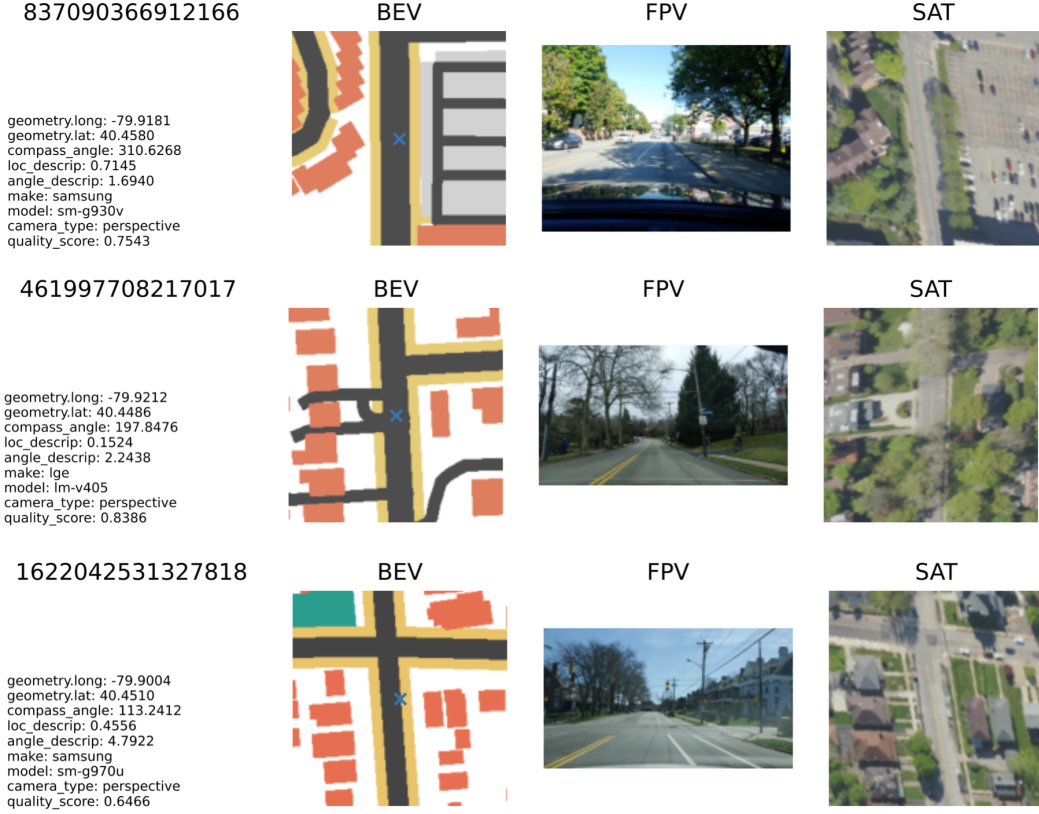 837090366912166
BEV
FPV
SAT
geometry.long: -79.9181
geometry.lat: 40.4580
compass_angle: 310.6268
loc_descrip: 0.7145
angle_descrip: 1.6940
make: samsung
model: sm-g930v
camera_type: perspective
quality_score: 0.7543
461997708217017
BEV
FPV
SAT
geometry.long: -79.9212
geometry.lat: 40.4486
compass_angle: 197.8476
loc_descrip: 0.1524
angle_descrip: 2.2438
make: lge
model: lm-v405
camera_type: perspective
quality_score: 0.8386
1622042531327818
BEV
FPV
SAT
geometry.long: -79.9004
geometry.lat: 40.4510
compass_angle: 113.2412
loc_descrip: 0.4556
angle_descrip: 4.7922
make: samsung
model: sm-g970u
camera_type: perspective
quality_score: 0.6466